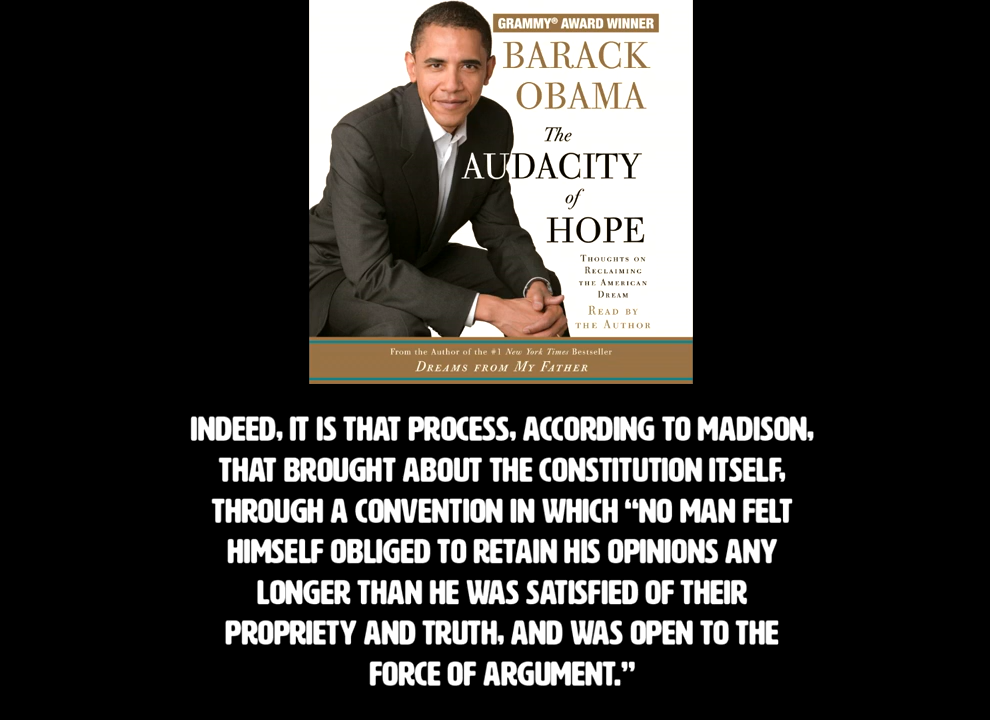 GRAMMY® AWARD WINNER
BARACK
OBAMA
The
AUDACITY
of
HOPE
THOUGHTS ON
RECLAIMING
THE AMERICAN
DREAM
READ BY
THE AUTHOR
From the Author of the #1 New York Times Bestseller
DREAMS FROM MY FATHER
INDEED, IT IS THAT PROCESS, ACCORDING TO MADISON,
THAT BROUGHT ABOUT THE CONSTITUTION ITSELF,
THROUGH A CONVENTION IN WHICH “NO MAN FELT
HIMSELF OBLIGED TO RETAIN HIS OPINIONS ANY
LONGER THAN HE WAS SATISFIED OF THEIR
PROPRIETY AND TRUTH, AND WAS OPEN TO THE
FORCE OF ARGUMENT.”